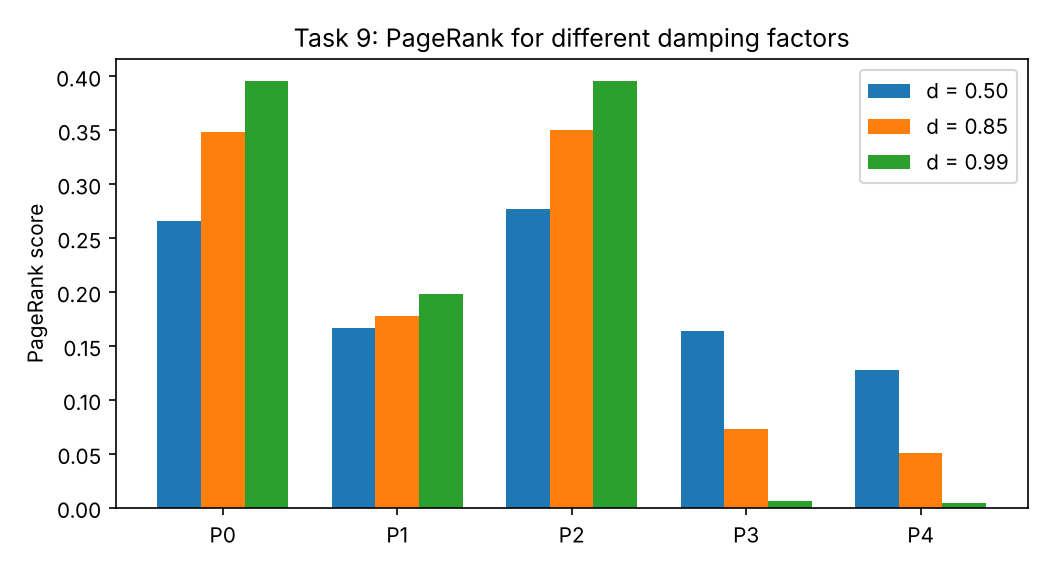 Task 9: PageRank for different damping factors
d = 0.50
d = 0.85
d = 0.99
PageRank score
0.40
0.35
0.30
0.25
0.20
0.15
0.10
0.05
0.00
P0 P1 P2 P3 P4